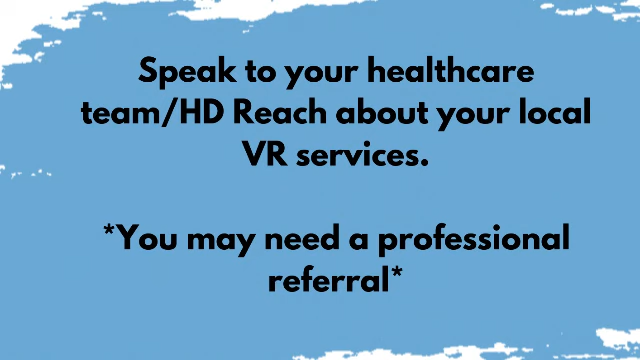 Speak to your healthcare
team/HD Reach about your local
VR services.
*You may need a professional
referral*